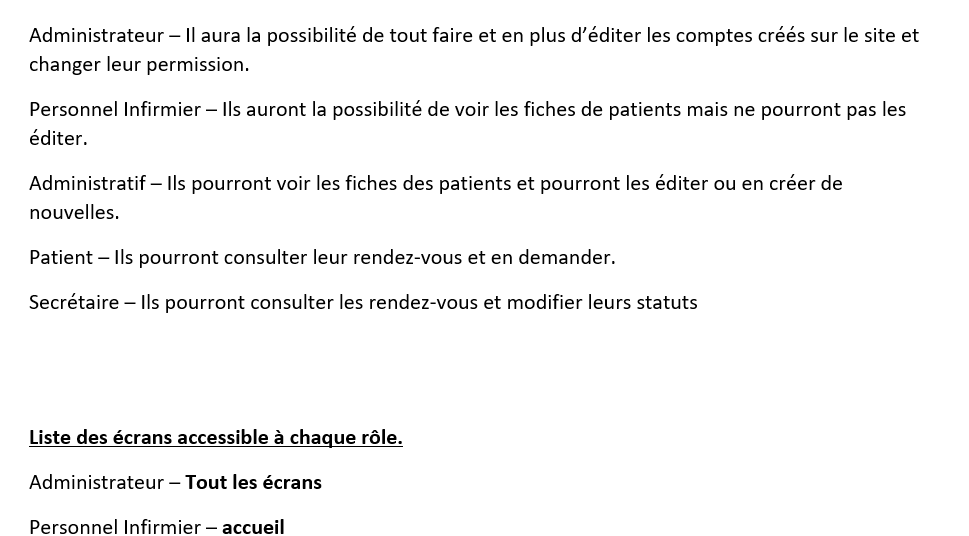 Administrateur – Il aura la possibilité de tout faire et en plus d’éditer les comptes créés sur le site et
changer leur permission.
Personnel Infirmier – Ils auront la possibilité de voir les fiches de patients mais ne pourront pas les
éditer.
Administratif – Ils pourront voir les fiches des patients et pourront les éditer ou en créer de
nouvelles.
Patient – Ils pourront consulter leur rendez-vous et en demander.
Secrétaire – Ils pourront consulter les rendez-vous et modifier leurs statuts
Liste des écrans accessible à chaque rôle.
Administrateur – Tout les écrans
Personnel Infirmier – accueil